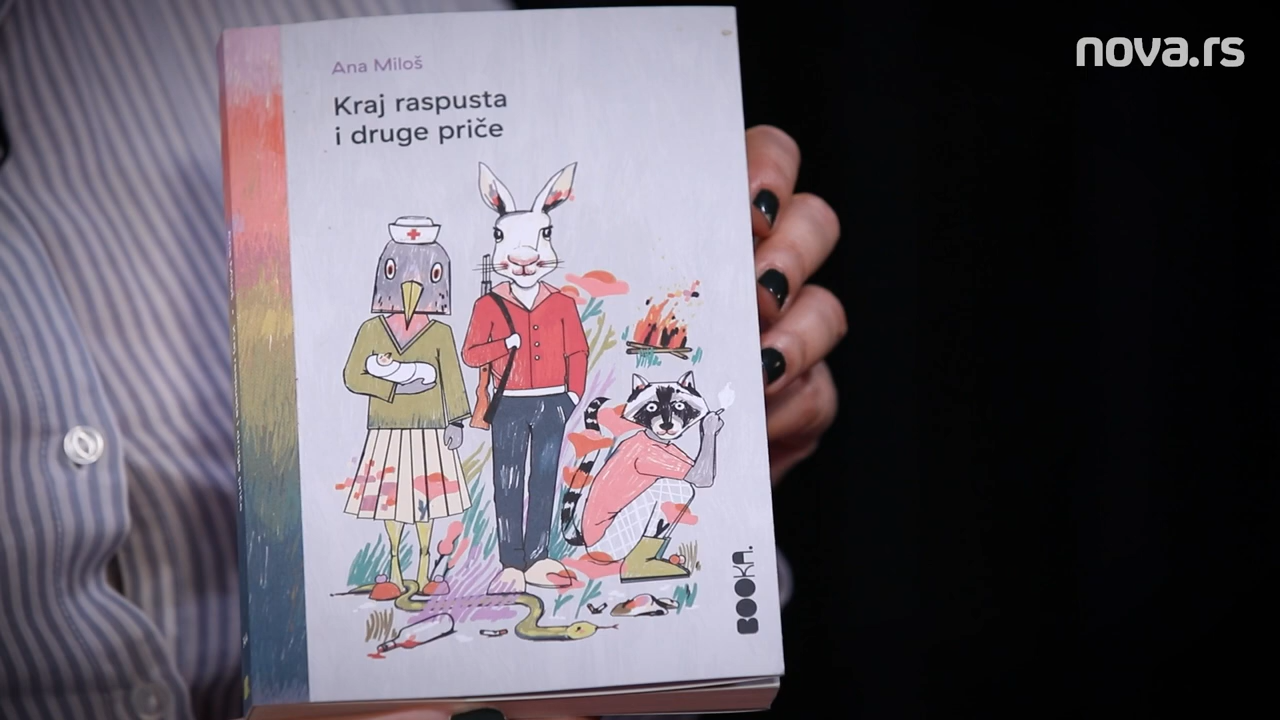 nova.rs
Ana Miloš
Kraj raspusta
i druge priče
BOOKA.